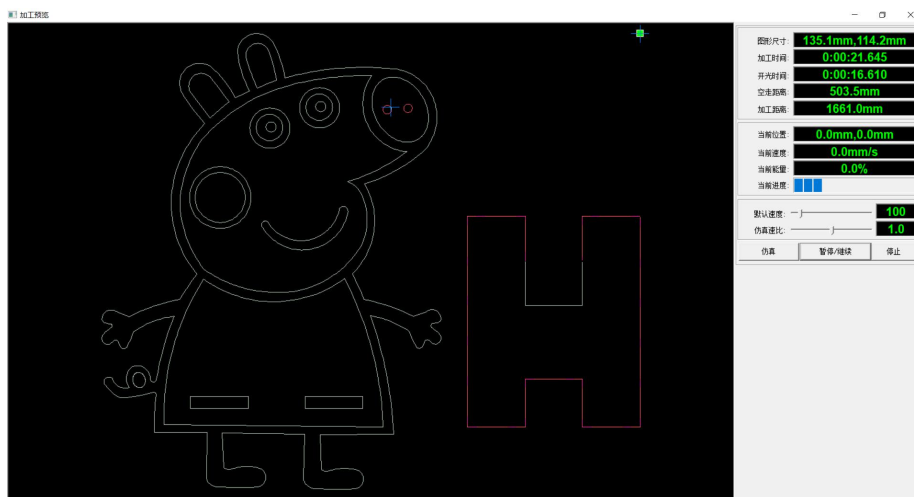 加工预览
图形尺寸: 135.1mm,114.2mm
加工时间: 0:00:21.645
开光时间: 0:00:16.610
空走距离: 503.5mm
加工距离: 1661.0mm
当前位置: 0.0mm,0.0mm
当前速度: 0.0mm/s
当前能量: 0.0%
当前进度:
默认速度: 100
仿真速比: 1.0
仿真 暂停/继续 停止
H